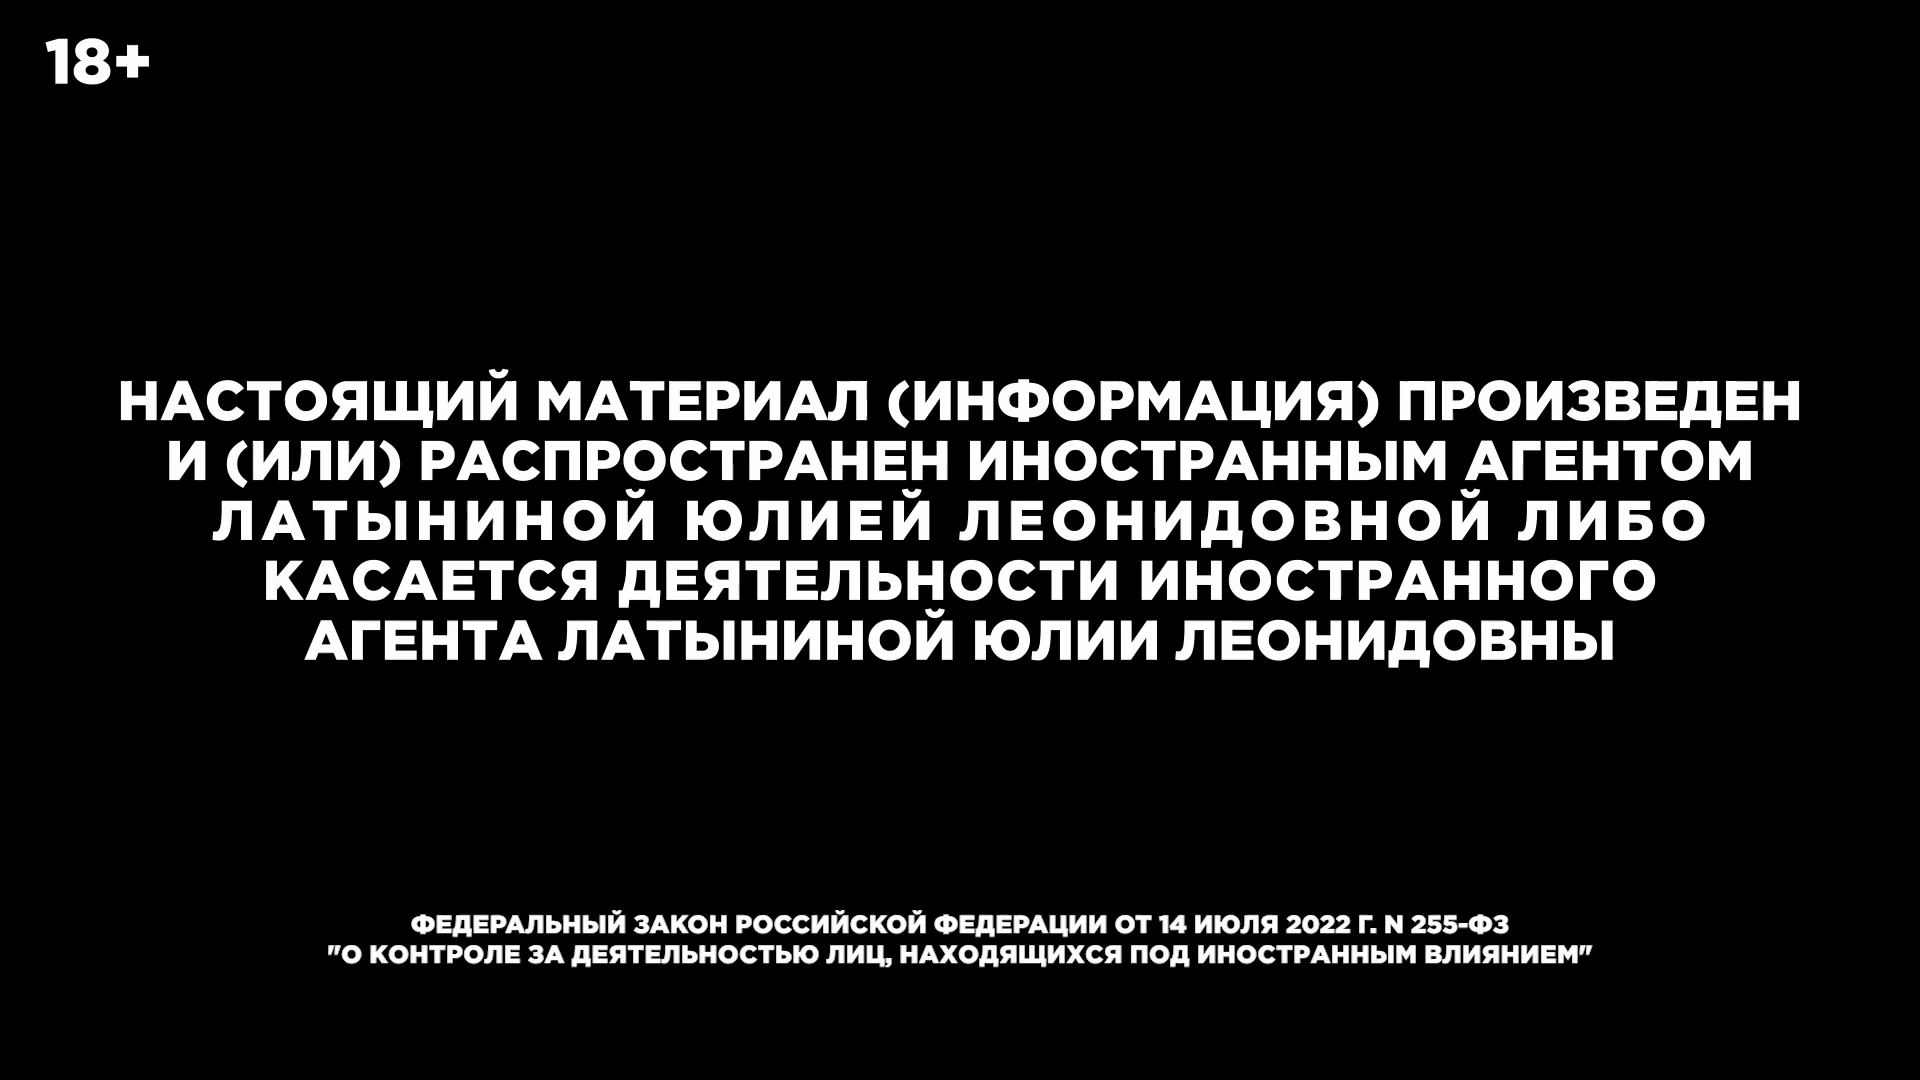 18+
НАСТОЯЩИЙ МАТЕРИАЛ (ИНФОРМАЦИЯ) ПРОИЗВЕДЕН
И (ИЛИ) РАСПРОСТРАНЕН ИНОСТРАННЫМ АГЕНТОМ
ЛАТЫНИНОЙ ЮЛИЕЙ ЛЕОНИДОВНОЙ ЛИБО
КАСАЕТСЯ ДЕЯТЕЛЬНОСТИ ИНОСТРАННОГО
АГЕНТА ЛАТЫНИНОЙ ЮЛИИ ЛЕОНИДОВНЫ
ФЕДЕРАЛЬНЫЙ ЗАКОН РОССИЙСКОЙ ФЕДЕРАЦИИ ОТ 14 ИЮЛЯ 2022 Г. N 255-ФЗ
"О КОНТРОЛЕ ЗА ДЕЯТЕЛЬНОСТЬЮ ЛИЦ, НАХОДЯЩИХСЯ ПОД ИНОСТРАННЫМ ВЛИЯНИЕМ"